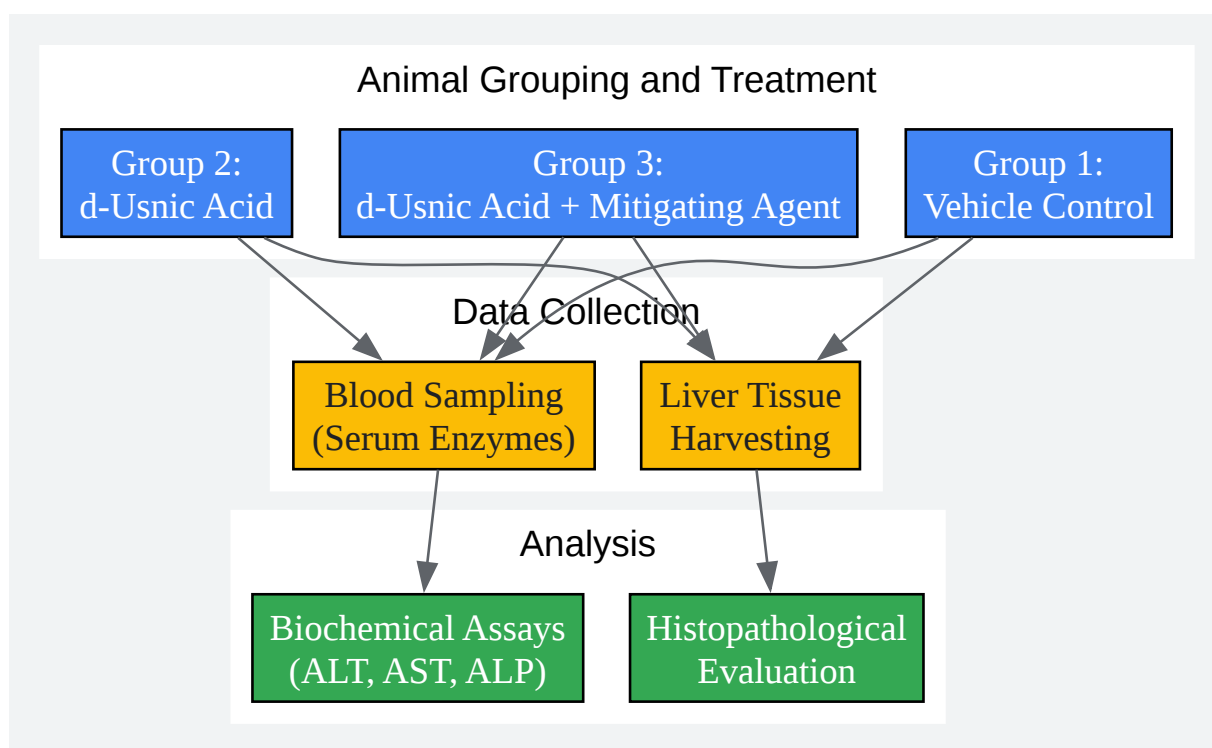 Animal Grouping and Treatment
Group 2:
d-Usnic Acid
Group 3:
d-Usnic Acid + Mitigating Agent
Group 1:
Vehicle Control
Data Collection
Blood Sampling
(Serum Enzymes)
Liver Tissue
Harvesting
Analysis
Biochemical Assays
(ALT, AST, ALP)
Histopathological
Evaluation